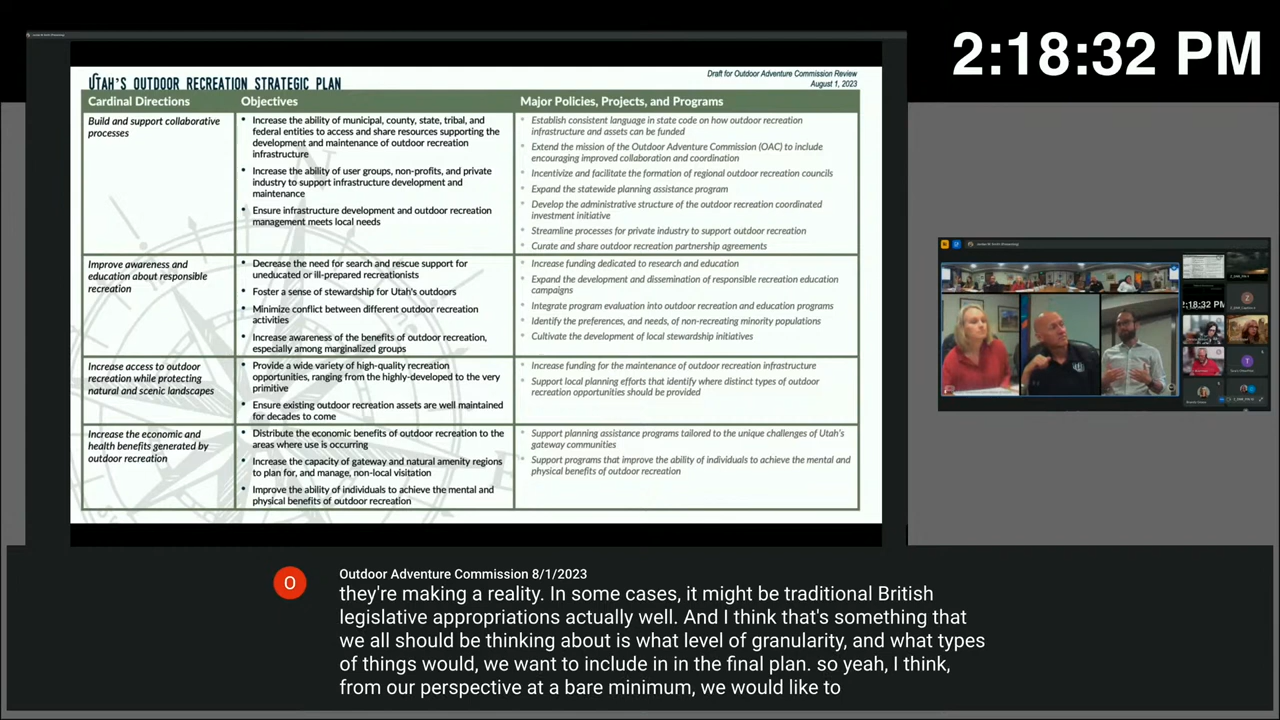 2:18:32 PM
UTAH'S OUTDOOR RECREATION STRATEGIC PLAN
Draft for Outdoor Adventure Commission Review
August 1, 2023
Cardinal Directions
Objectives
Major Policies, Projects, and Programs
Build and support collaborative
processes
• Increase the ability of municipal, county, state, tribal, and
federal entities to access and share resources supporting the
development and maintenance of outdoor recreation
infrastructure
• Increase the ability of user groups, non-profits, and private
industry to support infrastructure development and
maintenance
• Ensure infrastructure development and outdoor recreation
management meets local needs
• Establish consistent language in state code on how outdoor recreation
infrastructure and assets can be funded
• Extend the mission of the Outdoor Adventure Commission (OAC) to include
encouraging improved collaboration and coordination
• Incentivize and facilitate the formation of regional outdoor recreation councils
• Expand the statewide planning assistance program
• Develop the administrative structure of the outdoor recreation coordinated
investment initiative
• Streamline processes for private industry to support outdoor recreation
• Curate and share outdoor recreation partnership agreements
Improve awareness and
education about responsible
recreation
• Decrease the need for search and rescue support for
uneducated or ill-prepared recreationists
• Foster a sense of stewardship for Utah's outdoors
• Minimize conflict between different outdoor recreation
activities
• Increase awareness of the benefits of outdoor recreation,
especially among marginalized groups
• Increase funding dedicated to research and education
• Expand the development and dissemination of responsible recreation education
campaigns
• Integrate program evaluation into outdoor recreation and education programs
• Identify the preferences, and needs, of non-recreating minority populations
• Cultivate the development of local stewardship initiatives
Increase access to outdoor
recreation while protecting
natural and scenic landscapes
• Provide a wide variety of high-quality recreation
opportunities, ranging from the highly-developed to the very
primitive
• Ensure existing outdoor recreation assets are well maintained
for decades to come
• Increase funding for the maintenance of outdoor recreation infrastructure
• Support local planning efforts that identify where distinct types of outdoor
recreation opportunities should be provided
Increase the economic and
health benefits generated by
outdoor recreation
• Distribute the economic benefits of outdoor recreation to the
areas where use is occurring
• Increase the capacity of gateway and natural amenity regions
to plan for, and manage, non-local visitation
• Improve the ability of individuals to achieve the mental and
physical benefits of outdoor recreation
• Support planning assistance programs tailored to the unique challenges of Utah's
gateway communities
• Support programs that improve the ability of individuals to achieve the mental and
physical benefits of outdoor recreation
N
2:18:32 PM
Z
T
O
Outdoor Adventure Commission 8/1/2023
they're making a reality. In some cases, it might be traditional British
legislative appropriations actually well. And I think that's something that
we all should be thinking about is what level of granularity, and what types
of things would, we want to include in in the final plan. so yeah, I think,
from our perspective at a bare minimum, we would like to